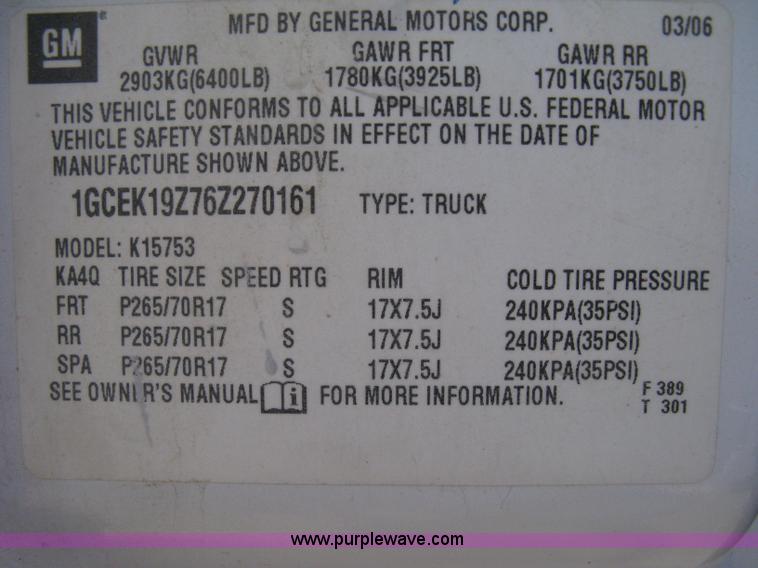 GM ® MFD BY GENERAL MOTORS CORP. 03/06
GVWR GAWR FRT GAWR RR
2903KG(6400LB) 1780KG(3925LB) 1701KG(3750LB)
THIS VEHICLE CONFORMS TO ALL APPLICABLE U.S. FEDERAL MOTOR
VEHICLE SAFETY STANDARDS IN EFFECT ON THE DATE OF
MANUFACTURE SHOWN ABOVE.
1GCEK19Z76Z270161 TYPE: TRUCK
MODEL: K15753
KA4Q TIRE SIZE SPEED RTG RIM COLD TIRE PRESSURE
FRT P265/70R17 S 17X7.5J 240KPA(35PSI)
RR P265/70R17 S 17X7.5J 240KPA(35PSI)
SPA P265/70R17 S 17X7.5J 240KPA(35PSI)
SEE OWNER'S MANUAL i FOR MORE INFORMATION.
F 389
T 301
www.purplewave.com